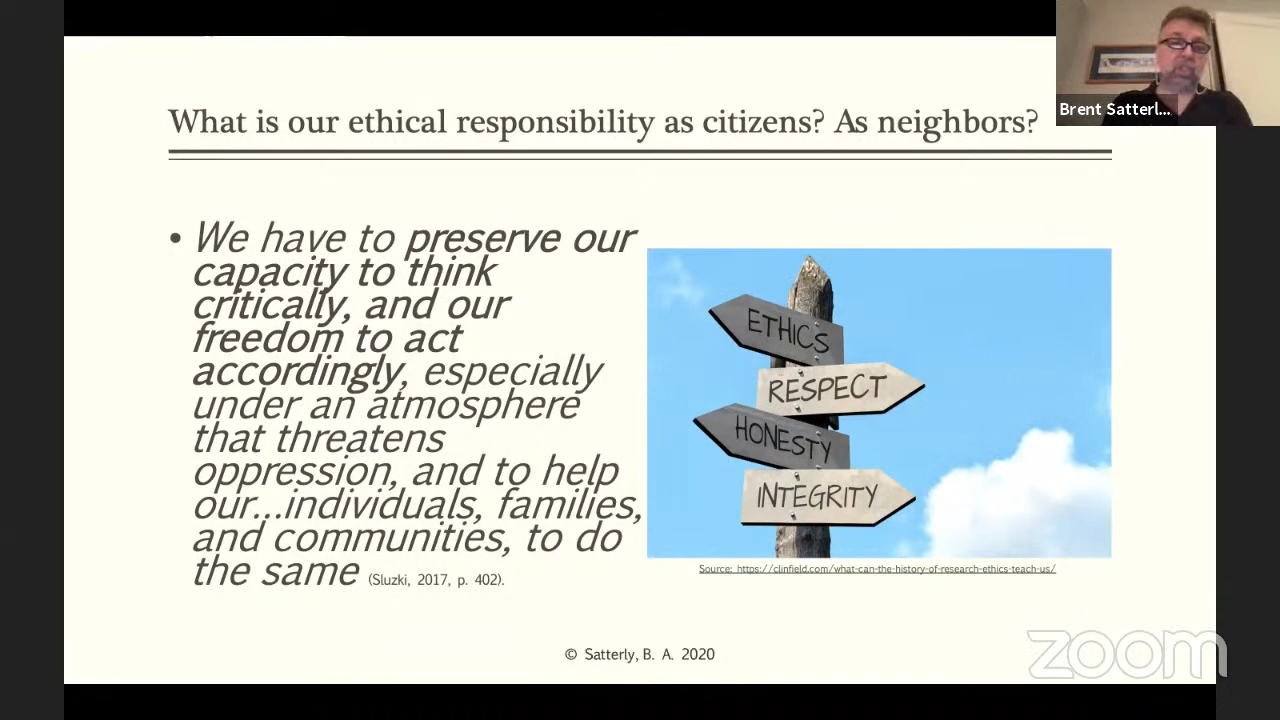 Brent Satterl...
What is our ethical responsibility as citizens? As neighbors?
• We have to preserve our
capacity to think
critically, and our
freedom to act
accordingly, especially
under an atmosphere
that threatens
oppression, and to help
our...individuals, families,
and communities, to do
the same (Sluzki, 2017, p. 402).
ETHICS
RESPECT
HONESTY
INTEGRITY
Source: https://clinfield.com/what-can-the-history-of-research-ethics-teach-us/
© Satterly, B. A. 2020
zoom